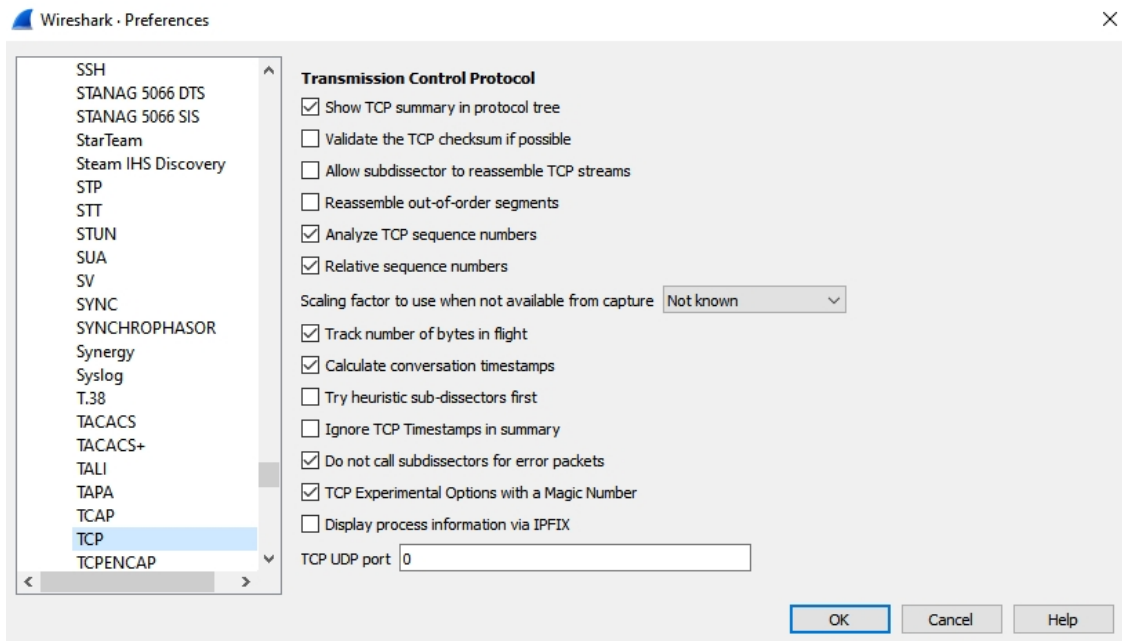 Wireshark · Preferences
SSH
STANAG 5066 DTS
STANAG 5066 SIS
StarTeam
Steam IHS Discovery
STP
STT
STUN
SUA
SV
SYNC
SYNCHROPHASOR
Synergy
Syslog
T.38
TACACS
TACACS+
TALI
TAPA
TCAP
TCP
TCPENCAP
Transmission Control Protocol
Show TCP summary in protocol tree
Validate the TCP checksum if possible
Allow subdissector to reassemble TCP streams
Reassemble out-of-order segments
Analyze TCP sequence numbers
Relative sequence numbers
Scaling factor to use when not available from capture Not known
Track number of bytes in flight
Calculate conversation timestamps
Try heuristic sub-dissectors first
Ignore TCP Timestamps in summary
Do not call subdissectors for error packets
TCP Experimental Options with a Magic Number
Display process information via IPFIX
TCP UDP port 0
OK Cancel Help